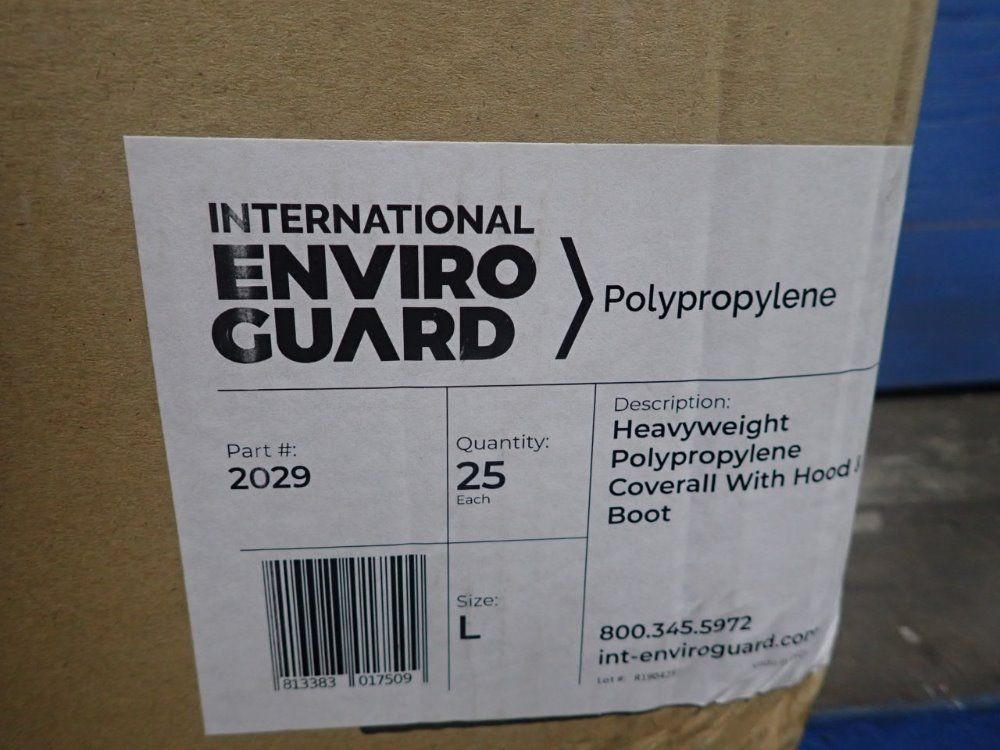 INTERNATIONAL
ENVIRO
GUARD
Polypropylene
Part #:
2029
Quantity:
25
Each
Description:
Heavyweight
Polypropylene
Coverall With Hood &
Boot
813383 017509
Size:
L
800.345.5972
int-enviroguard.com
Lot #: